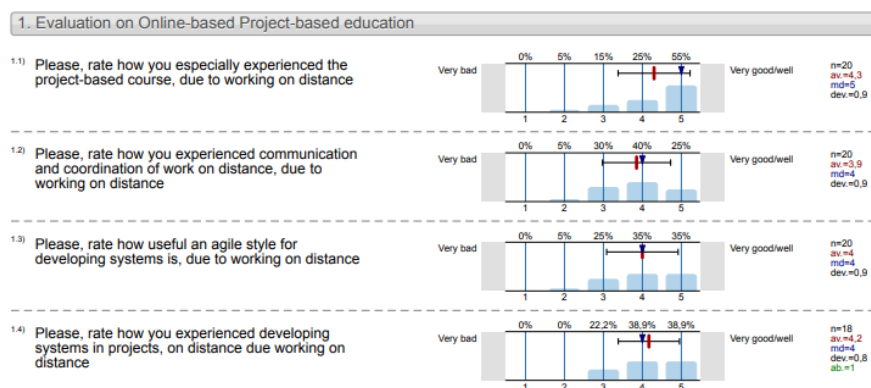 1. Evaluation on Online-based Project-based education
1.1) Please, rate how you especially experienced the
project-based course, due to working on distance
Very bad
0% 5% 15% 25% 55%
1 2 3 4 5
Very good/well
n=20
av.=4,3
md=5
dev.=0,9
1.2) Please, rate how you experienced communication
and coordination of work on distance, due to
working on distance
Very bad
0% 5% 30% 40% 25%
1 2 3 4 5
Very good/well
n=20
av.=3,9
md=4
dev.=0,9
1.3) Please, rate how useful an agile style for
developing systems is, due to working on distance
Very bad
0% 5% 25% 35% 35%
1 2 3 4 5
Very good/well
n=20
av.=4
md=4
dev.=0,9
1.4) Please, rate how you experienced developing
systems in projects, on distance due working on
distance
Very bad
0% 0% 22,2% 38,9% 38,9%
1 2 3 4 5
Very good/well
n=18
av.=4,2
md=4
dev.=0,8
ab.=1